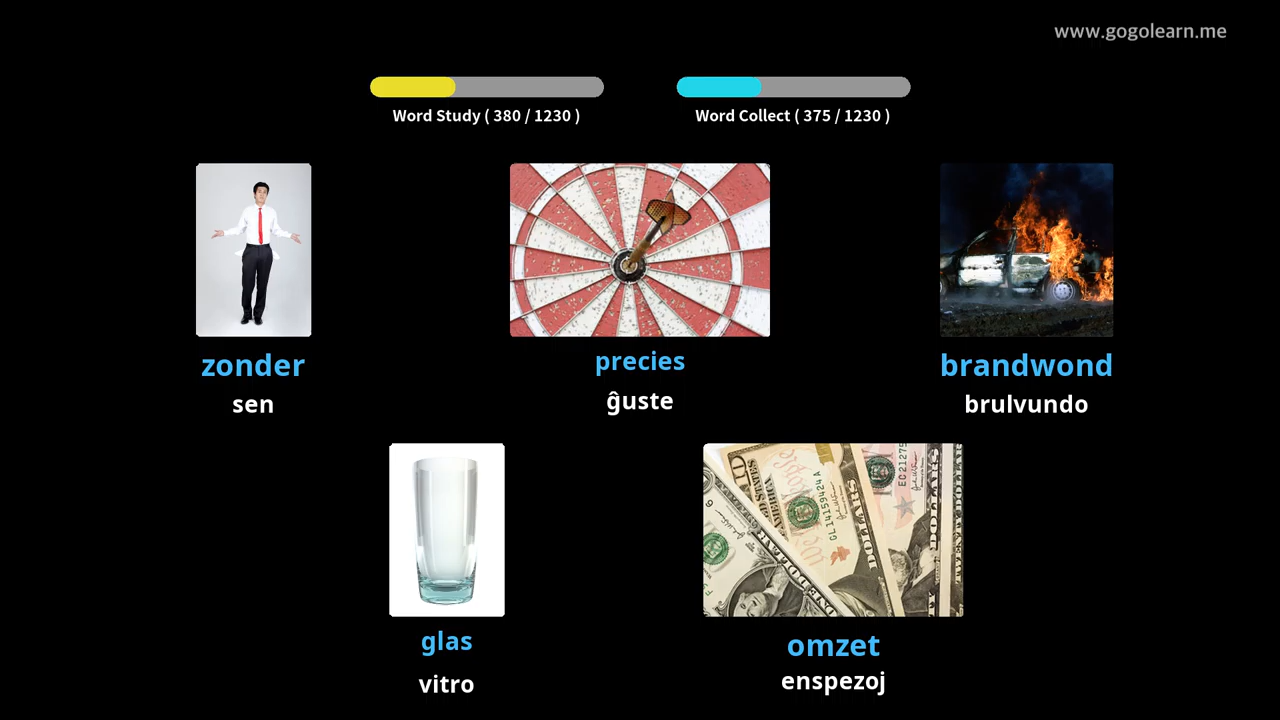 www.gogolearn.me
Word Study ( 380 / 1230 )
Word Collect ( 375 / 1230 )
zonder
sen
precies
ĝuste
brandwond
brulvundo
glas
vitro
omzet
enspezoj